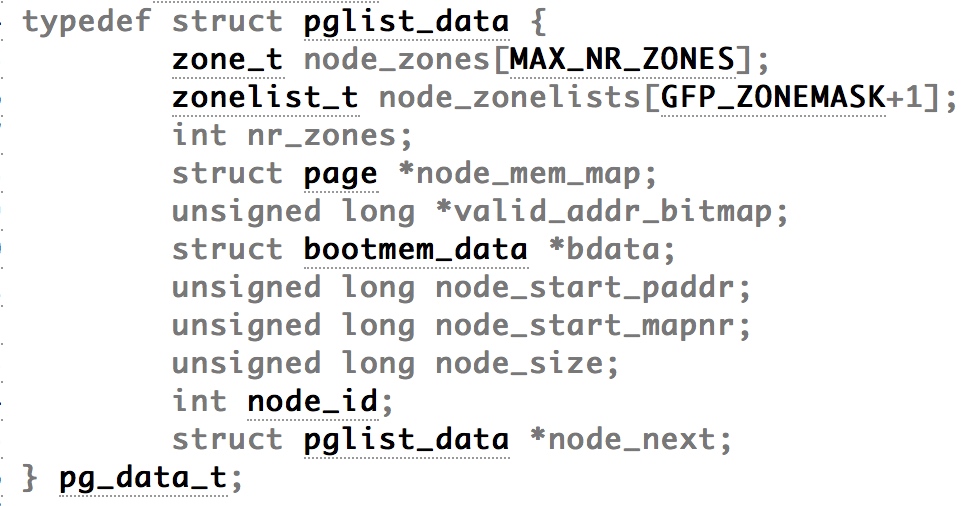 typedef struct pglist_data {
zone_t node_zones[MAX_NR_ZONES];
zonelist_t node_zonelists[GFP_ZONEMASK+1];
int nr_zones;
struct page *node_mem_map;
unsigned long *valid_addr_bitmap;
struct bootmem_data *bdata;
unsigned long node_start_paddr;
unsigned long node_start_mapnr;
unsigned long node_size;
int node_id;
struct pglist_data *node_next;
} pg_data_t;